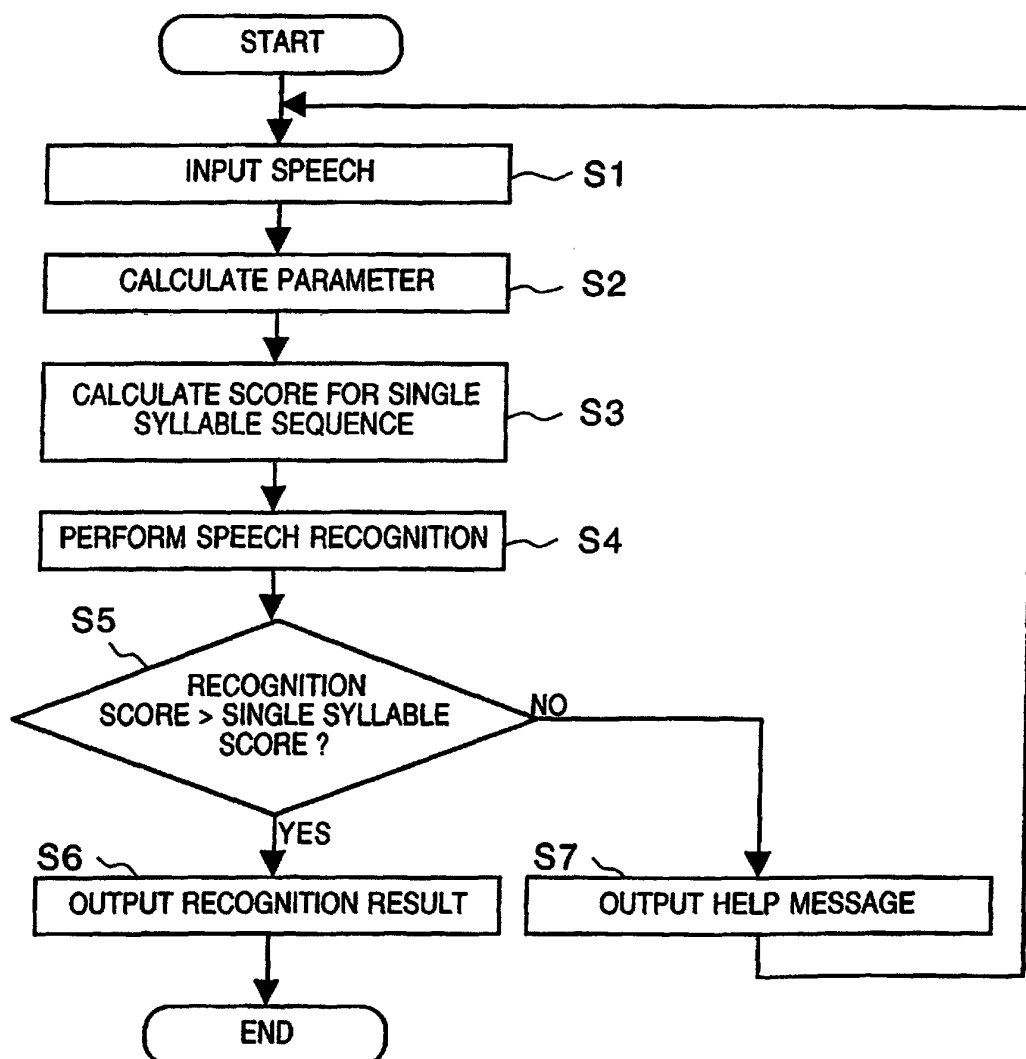 START
INPUT SPEECH
S1
CALCULATE PARAMETER
S2
CALCULATE SCORE FOR SINGLE
SYLLABLE SEQUENCE
S3
PERFORM SPEECH RECOGNITION
S4
S5
RECOGNITION
SCORE > SINGLE SYLLABLE
SCORE ?
NO
YES
S6
OUTPUT RECOGNITION RESULT
S7
OUTPUT HELP MESSAGE
END